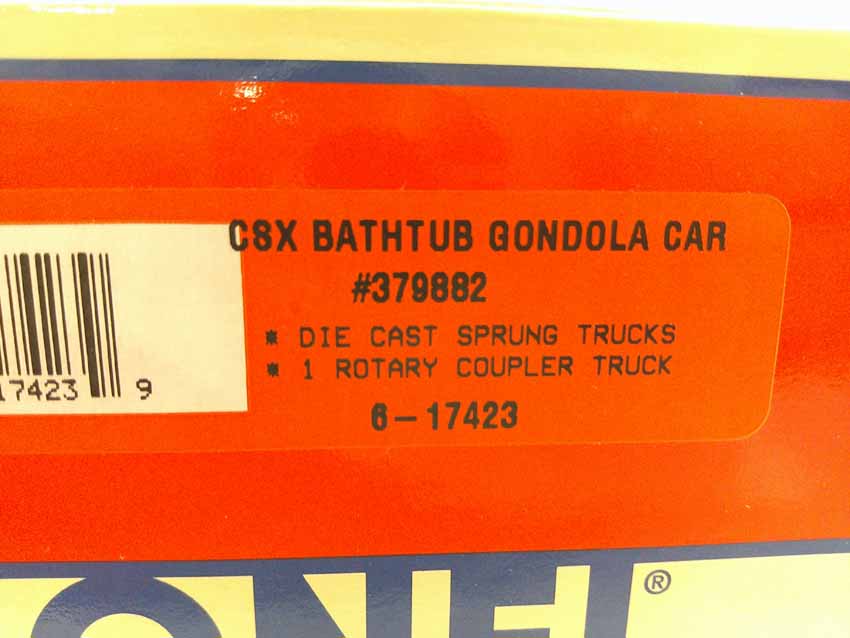 CSX BATHTUB GONDOLA CAR
#379882
* DIE CAST SPRUNG TRUCKS
* 1 ROTARY COUPLER TRUCK
6-17423
17423 9
®